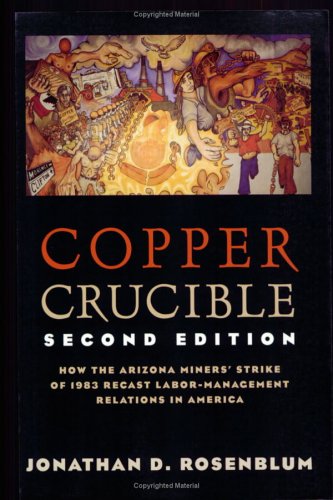 Copyrighted Material
COPPER
CRUCIBLE
SECOND EDITION
HOW THE ARIZONA MINERS' STRIKE
OF 1983 RECAST LABOR-MANAGEMENT
RELATIONS IN AMERICA
JONATHAN D. ROSENBLUM
Copyrighted Material